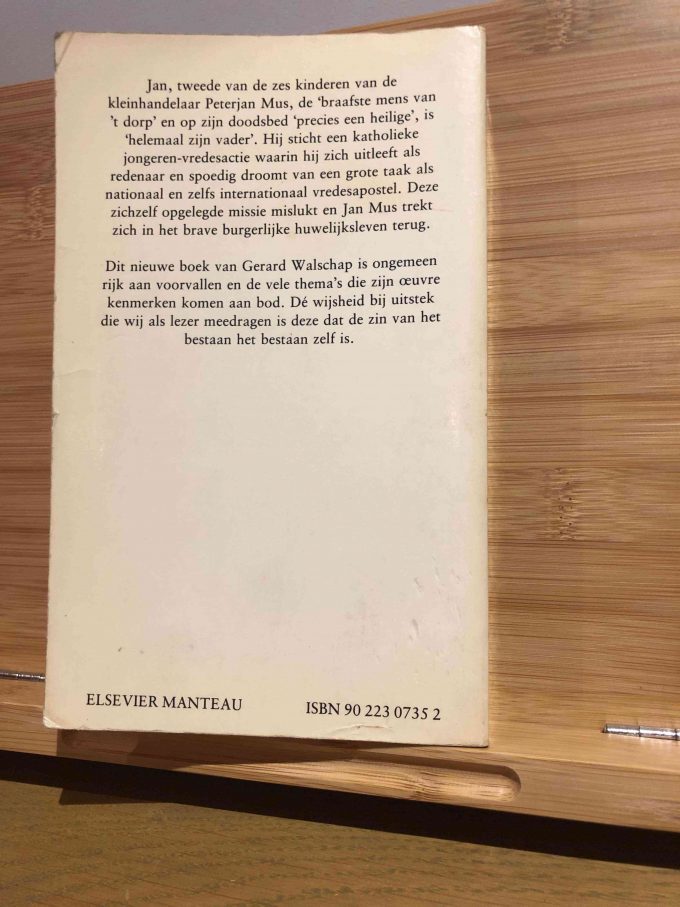 Jan, tweede van de zes kinderen van de
kleinhandelaar Peterjan Mus, de ‘braafste mens van
’t dorp’ en op zijn doodsbed ‘precies een heilige’, is
‘helemaal zijn vader’. Hij sticht een katholieke
jongeren-vredesactie waarin hij zich uitleeft als
redenaar en spoedig droomt van een grote taak als
nationaal en zelfs internationaal vredesapostel. Deze
zichzelf opgelegde missie mislukt en Jan Mus trekt
zich in het brave burgerlijke huwelijksleven terug.
Dit nieuwe boek van Gerard Walschap is ongemeen
rijk aan voorvallen en de vele thema’s die zijn œuvre
kenmerken komen aan bod. Dé wijsheid bij uitstek
die wij als lezer meedragen is deze dat de zin van het
bestaan het bestaan zelf is.
ELSEVIER MANTEAU
ISBN 90 223 0735 2